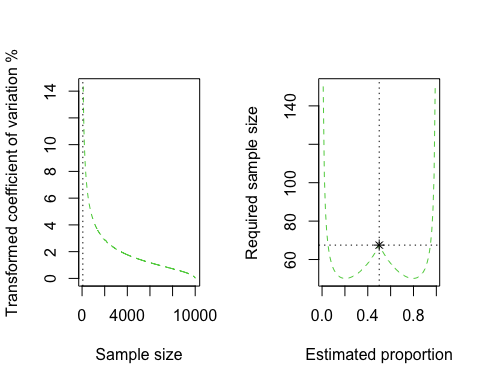 Transformed coefficient of variation %
14
10
8
6
4
2
0
0 4000 10000
Sample size
Required sample size
140
100
80
60
0.0 0.4 0.8
Estimated proportion